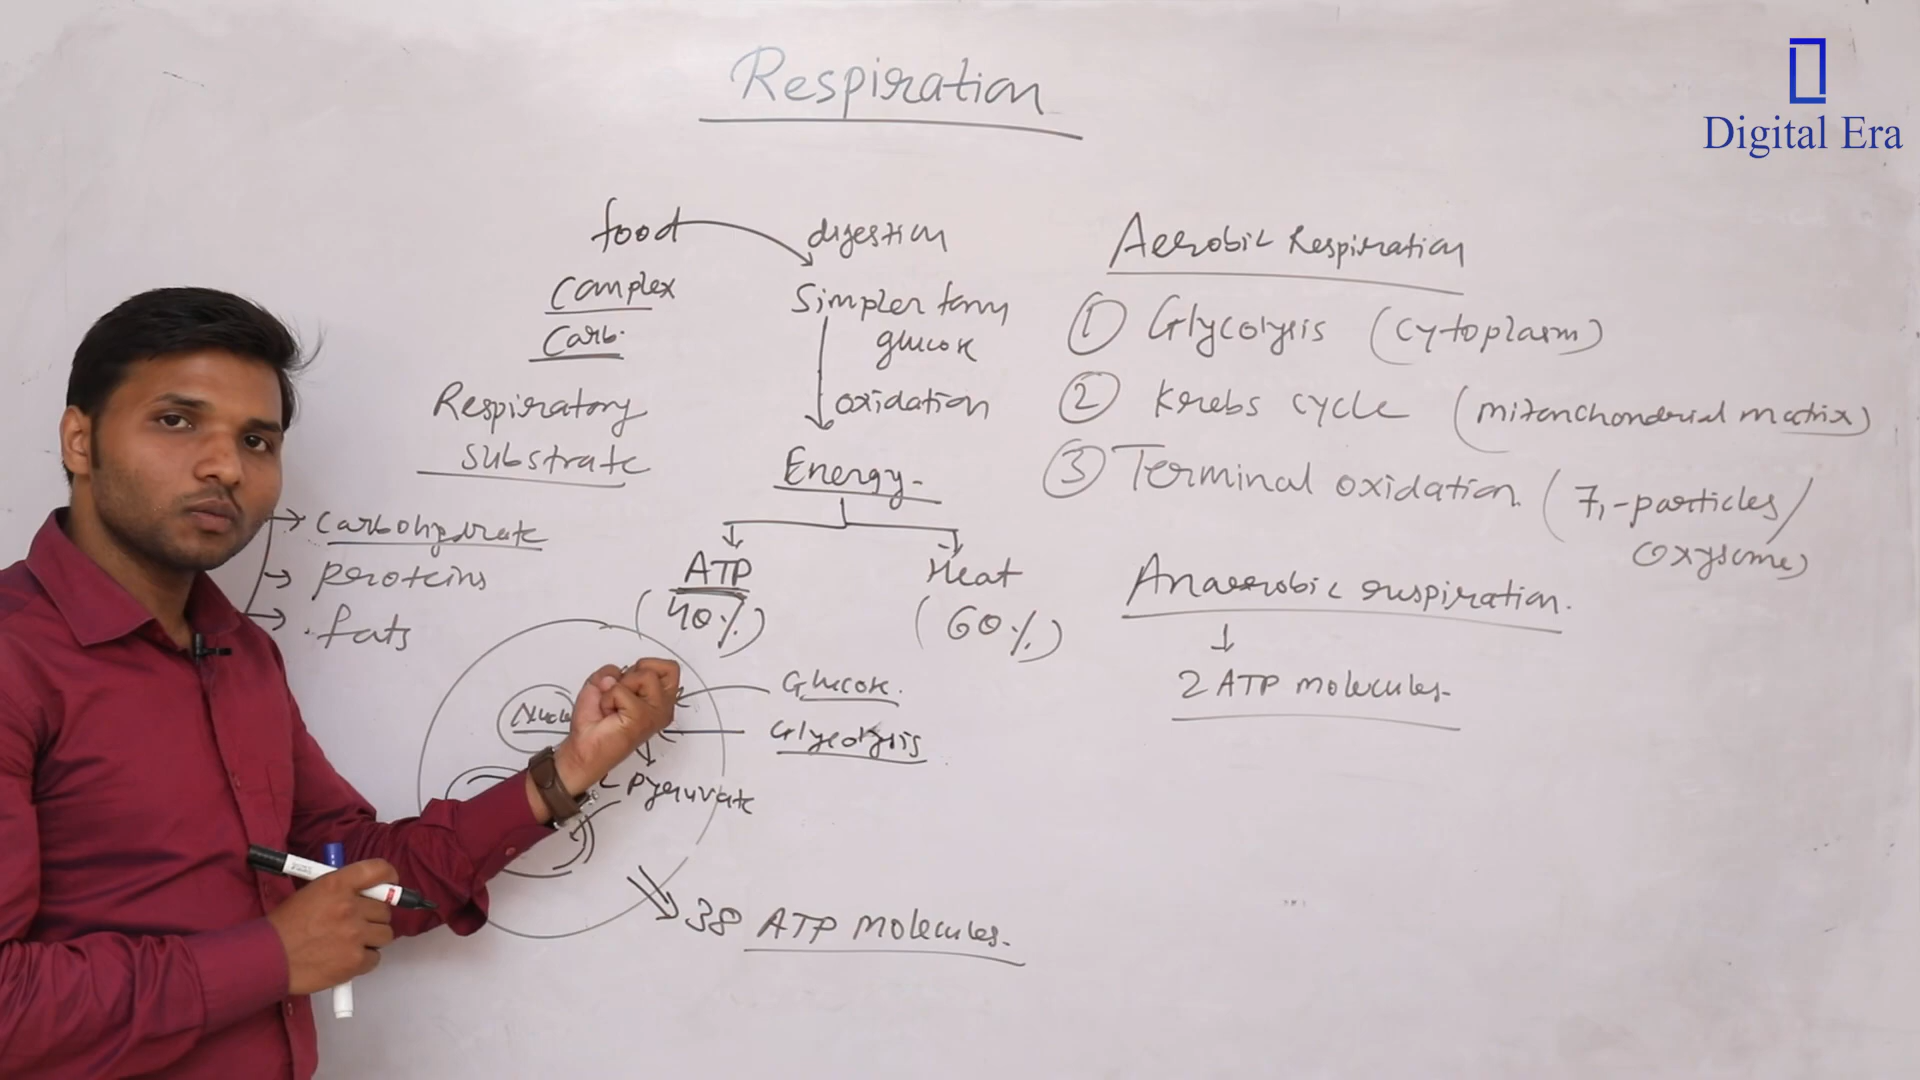 Respiration
Digital Era
food
digestion
Complex
Carb.
Simpler form
glucose
oxidation
Respiratory
substrate
Energy
ATP
(40%)
Heat
(60%)
carbohydrate
proteins
fats
Glucose.
Glycolysis
Pyruvate
38 ATP molecules.
Aerobic Respiration
① Glycolysis (cytoplasm)
② Krebs cycle (mitochondrial matrix)
③ Terminal oxidation (F1-particles/
oxysome)
Anaerobic respiration.
2 ATP molecules.